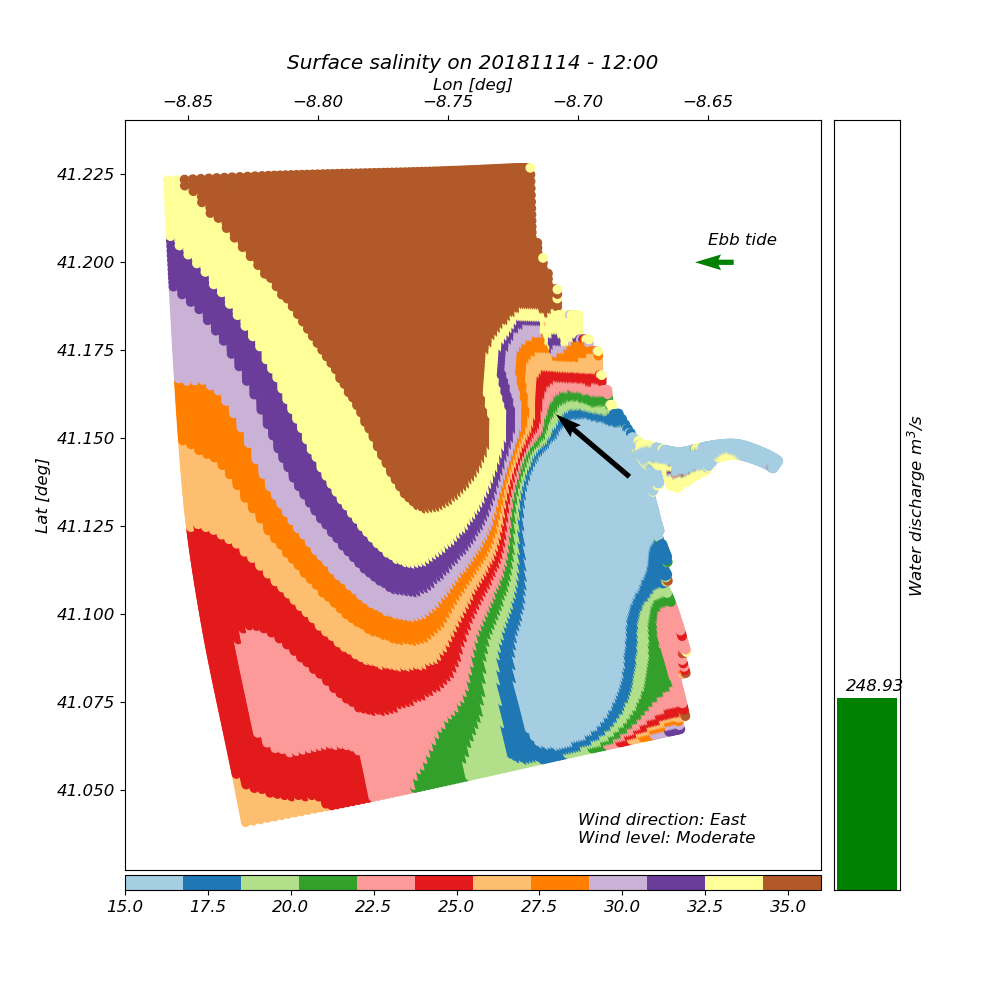 Surface salinity on 20181114 - 12:00
Lon [deg]
−8.85 −8.80 −8.75 −8.70 −8.65
41.225
41.200
41.175
41.150
41.125
41.100
41.075
41.050
Lat [deg]
Ebb tide
Wind direction: East
Wind level: Moderate
15.0 17.5 20.0 22.5 25.0 27.5 30.0 32.5 35.0
248.93
Water discharge m³/s